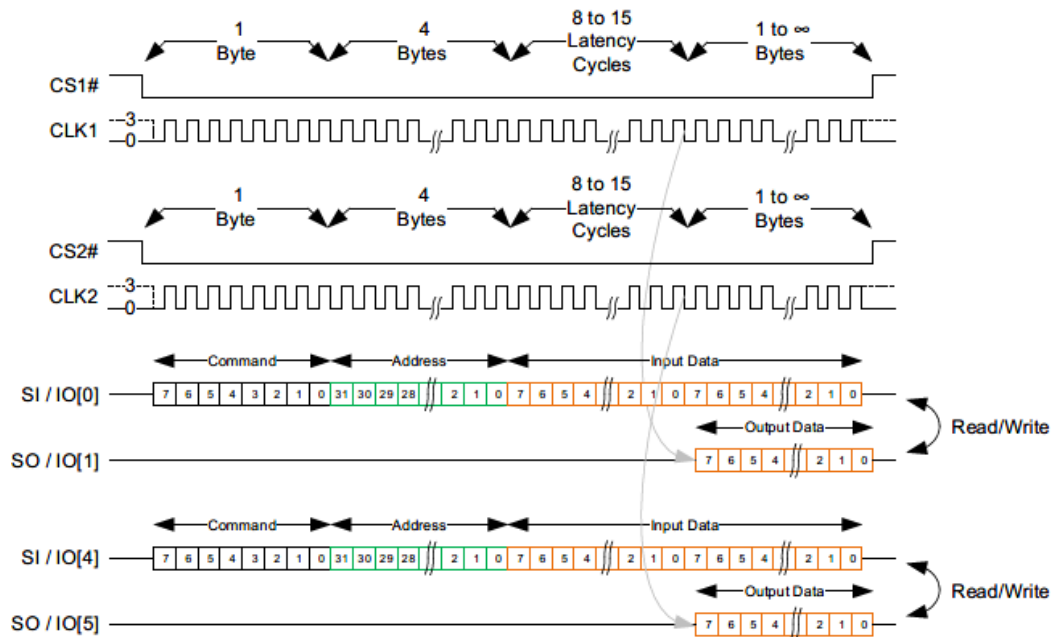 1 4 8 to 15 1 to ∞
Byte Bytes Latency Bytes
Cycles
CS1#
CLK1 3
0
1 4 8 to 15 1 to ∞
Byte Bytes Latency Bytes
Cycles
CS2#
CLK2 3
0
Command Address Input Data
SI / IO[0] 7 6 5 4 3 2 1 0 31 30 29 28 2 1 0 7 6 5 4 2 1 0 7 6 5 4 2 1 0
Output Data Read/Write
SO / IO[1] 7 6 5 4 2 1 0
Command Address Input Data
SI / IO[4] 7 6 5 4 3 2 1 0 31 30 29 28 2 1 0 7 6 5 4 2 1 0 7 6 5 4 2 1 0
Output Data Read/Write
SO / IO[5] 7 6 5 4 2 1 0